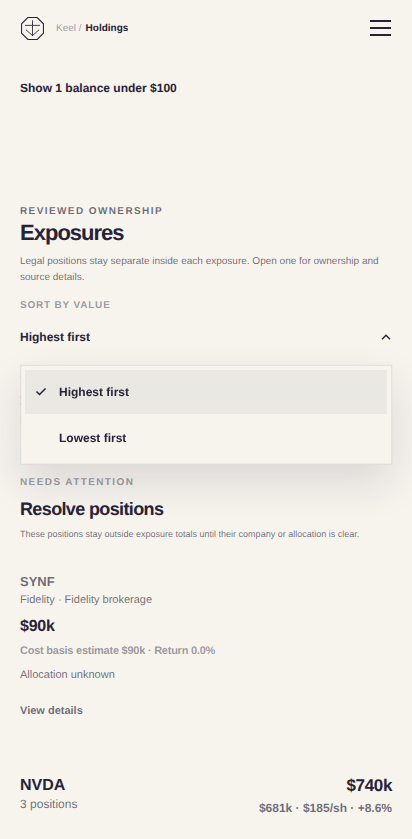 Keel / Holdings
Show 1 balance under $100
REVIEWED OWNERSHIP
Exposures
Legal positions stay separate inside each exposure. Open one for ownership and
source details.
SORT BY VALUE
Highest first
Highest first
Lowest first
NEEDS ATTENTION
Resolve positions
These positions stay outside exposure totals until their company or allocation is clear.
SYNF
Fidelity · Fidelity brokerage
$90k
Cost basis estimate $90k · Return 0.0%
Allocation unknown
View details
NVDA $740k
3 positions $681k · $185/sh · +8.6%